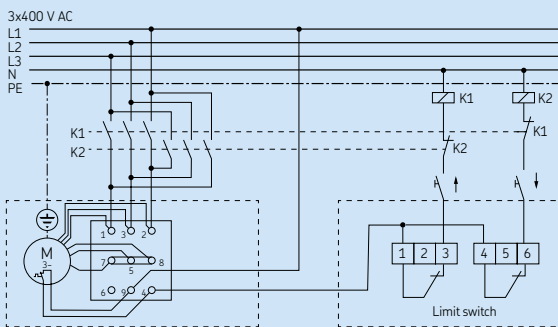 3x400 V AC
L1
L2
L3
N
PE
K1 K2
K1 K1
K2 K2
1 3 2
M
3~
7 5 8
6 9 4
1 2 3 4 5 6
Limit switch